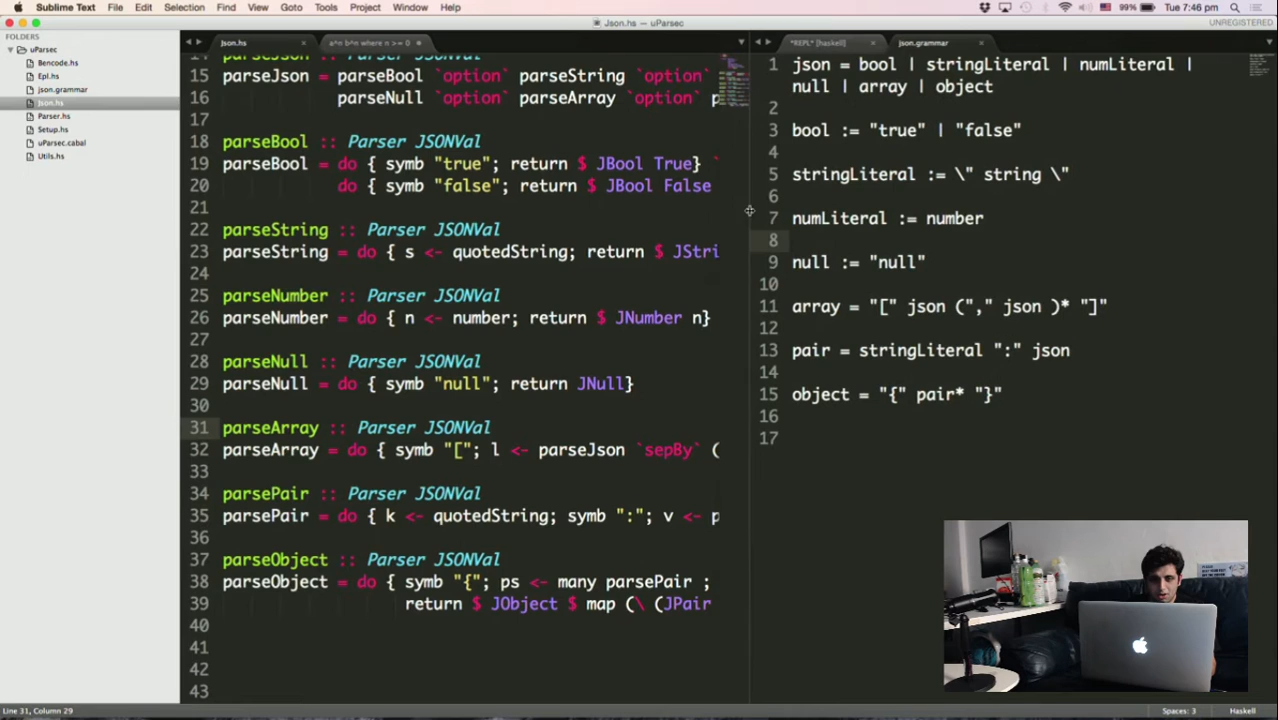 Sublime Text File Edit Selection Find View Goto Tools Project Window Help 99% Tue 7:46 pm
Json.hs — uParsec UNREGISTERED
FOLDERS
uParsec
Bencode.hs
Epl.hs
json.grammar
Json.hs
Parser.hs
Setup.hs
uParsec.cabal
Utils.hs
Json.hs a^n b^n where n >= 0
15 parseJson = parseBool `option` parseString `option`
16 parseNull `option` parseArray `option` p
17
18 parseBool :: Parser JSONVal
19 parseBool = do { symb "true"; return $ JBool True} `
20 do { symb "false"; return $ JBool False
21
22 parseString :: Parser JSONVal
23 parseString = do { s <- quotedString; return $ JStri
24
25 parseNumber :: Parser JSONVal
26 parseNumber = do { n <- number; return $ JNumber n}
27
28 parseNull :: Parser JSONVal
29 parseNull = do { symb "null"; return JNull}
30
31 parseArray :: Parser JSONVal
32 parseArray = do { symb "["; l <- parseJson `sepBy` (
33
34 parsePair :: Parser JSONVal
35 parsePair = do { k <- quotedString; symb ":"; v <- p
36
37 parseObject :: Parser JSONVal
38 parseObject = do { symb "{"; ps <- many parsePair ;
39 return $ JObject $ map (\ (JPair
40
41
42
43
*REPL* [haskell] json.grammar
1 json = bool | stringLiteral | numLiteral |
null | array | object
2
3 bool := "true" | "false"
4
5 stringLiteral := \" string \"
6
7 numLiteral := number
8
9 null := "null"
10
11 array = "[" json ("," json )* "]"
12
13 pair = stringLiteral ":" json
14
15 object = "{" pair* "}"
16
17
Line 31, Column 29 Spaces: 3 Haskell